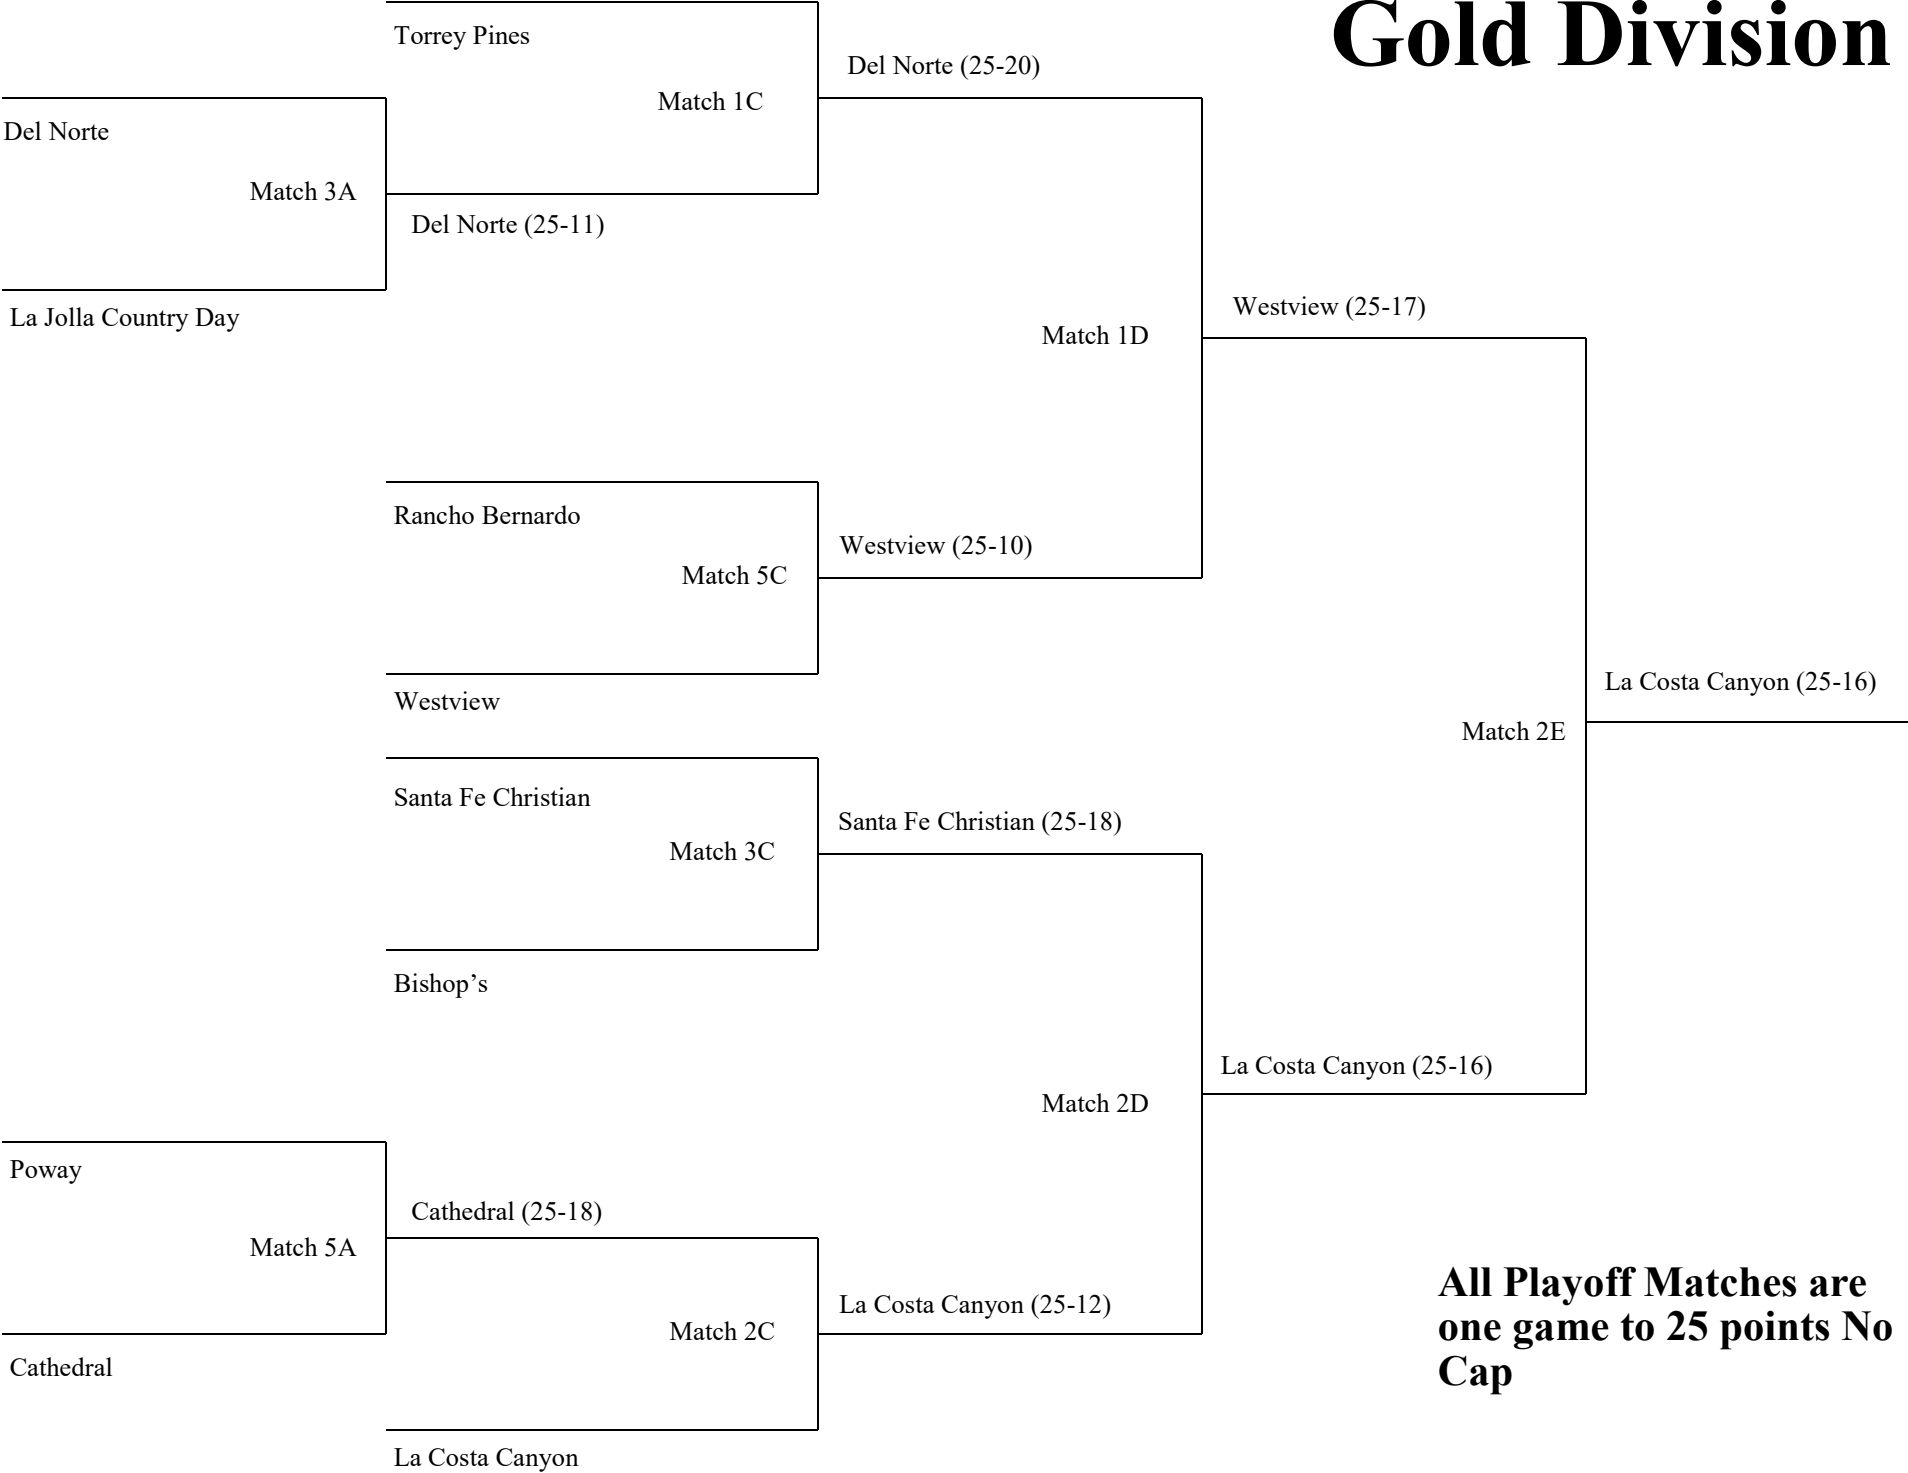 Gold Division
Torrey Pines
Del Norte (25-20)
Match 1C
Del Norte
Match 3A
Del Norte (25-11)
La Jolla Country Day
Westview (25-17)
Match 1D
Rancho Bernardo
Westview (25-10)
Match 5C
Westview
La Costa Canyon (25-16)
Match 2E
Santa Fe Christian
Santa Fe Christian (25-18)
Match 3C
Bishop’s
La Costa Canyon (25-16)
Match 2D
Poway
Cathedral (25-18)
Match 5A
La Costa Canyon (25-12)
Match 2C
Cathedral
La Costa Canyon
All Playoff Matches are
one game to 25 points No
Cap